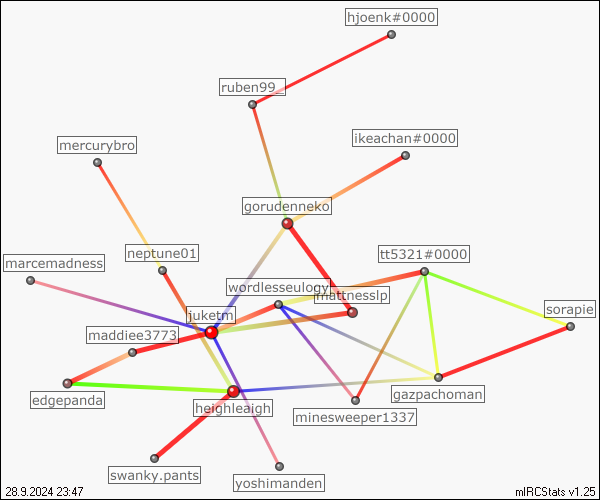 hjoenk#0000
ruben99_
ikeachan#0000
mercurybro
gorudenneko
neptune01
tt5321#0000
marcemadness
wordlesseulogy
mattnesslp
juketm
sorapie
maddiee3773
edgepanda
gazpachoman
heighleaigh
minesweeper1337
swanky.pants
yoshimanden
28.9.2024 23:47
mIRCStats v1.25